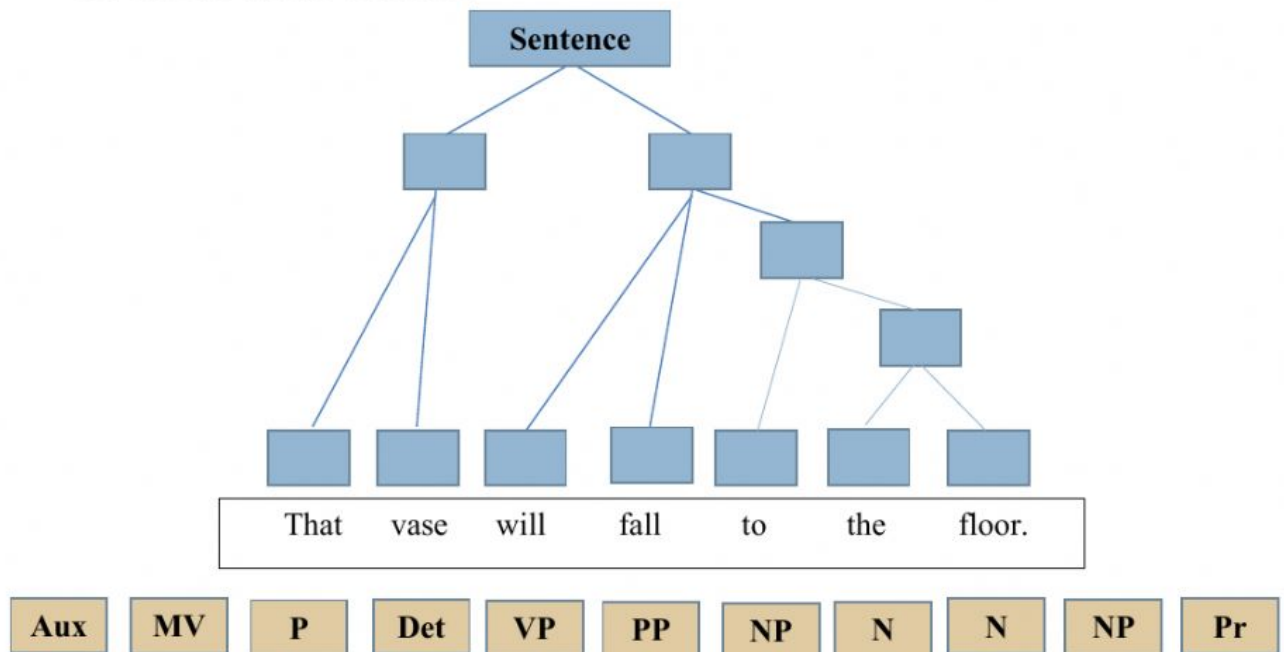 Sentence
That vase will fall to the floor.
Aux MV P Det VP PP NP N N NP Pr